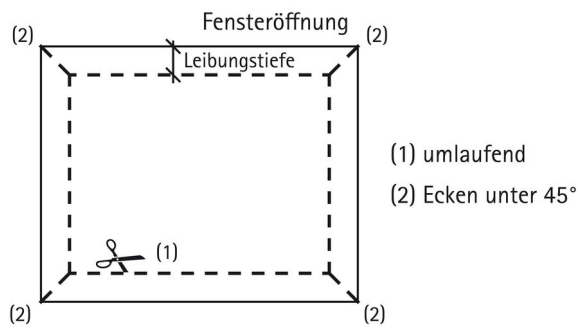 Fensteröffnung
(2)
(2)
Leibungstiefe
(1) umlaufend
(2) Ecken unter 45°
(1)
(2)
(2)